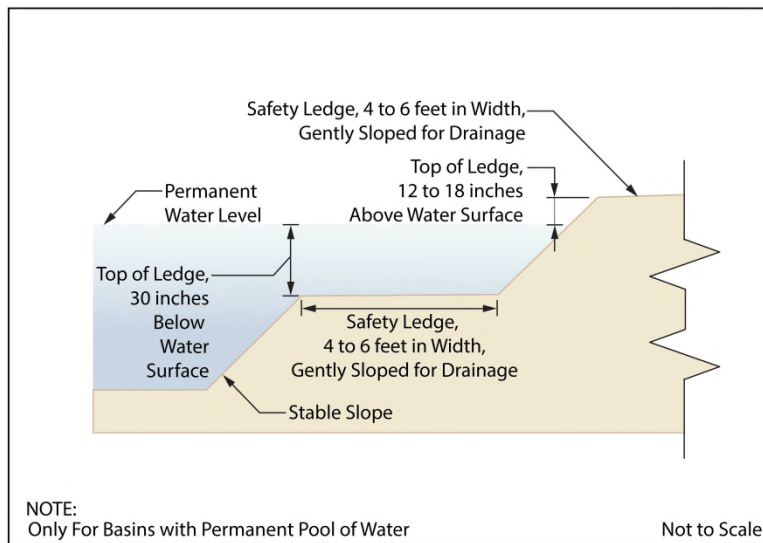 Safety Ledge, 4 to 6 feet in Width,
Gently Sloped for Drainage
Top of Ledge,
12 to 18 inches
Above Water Surface
Permanent
Water Level
Top of Ledge,
30 inches
Below
Water
Surface
Safety Ledge,
4 to 6 feet in Width,
Gently Sloped for Drainage
Stable Slope
NOTE:
Only For Basins with Permanent Pool of Water
Not to Scale